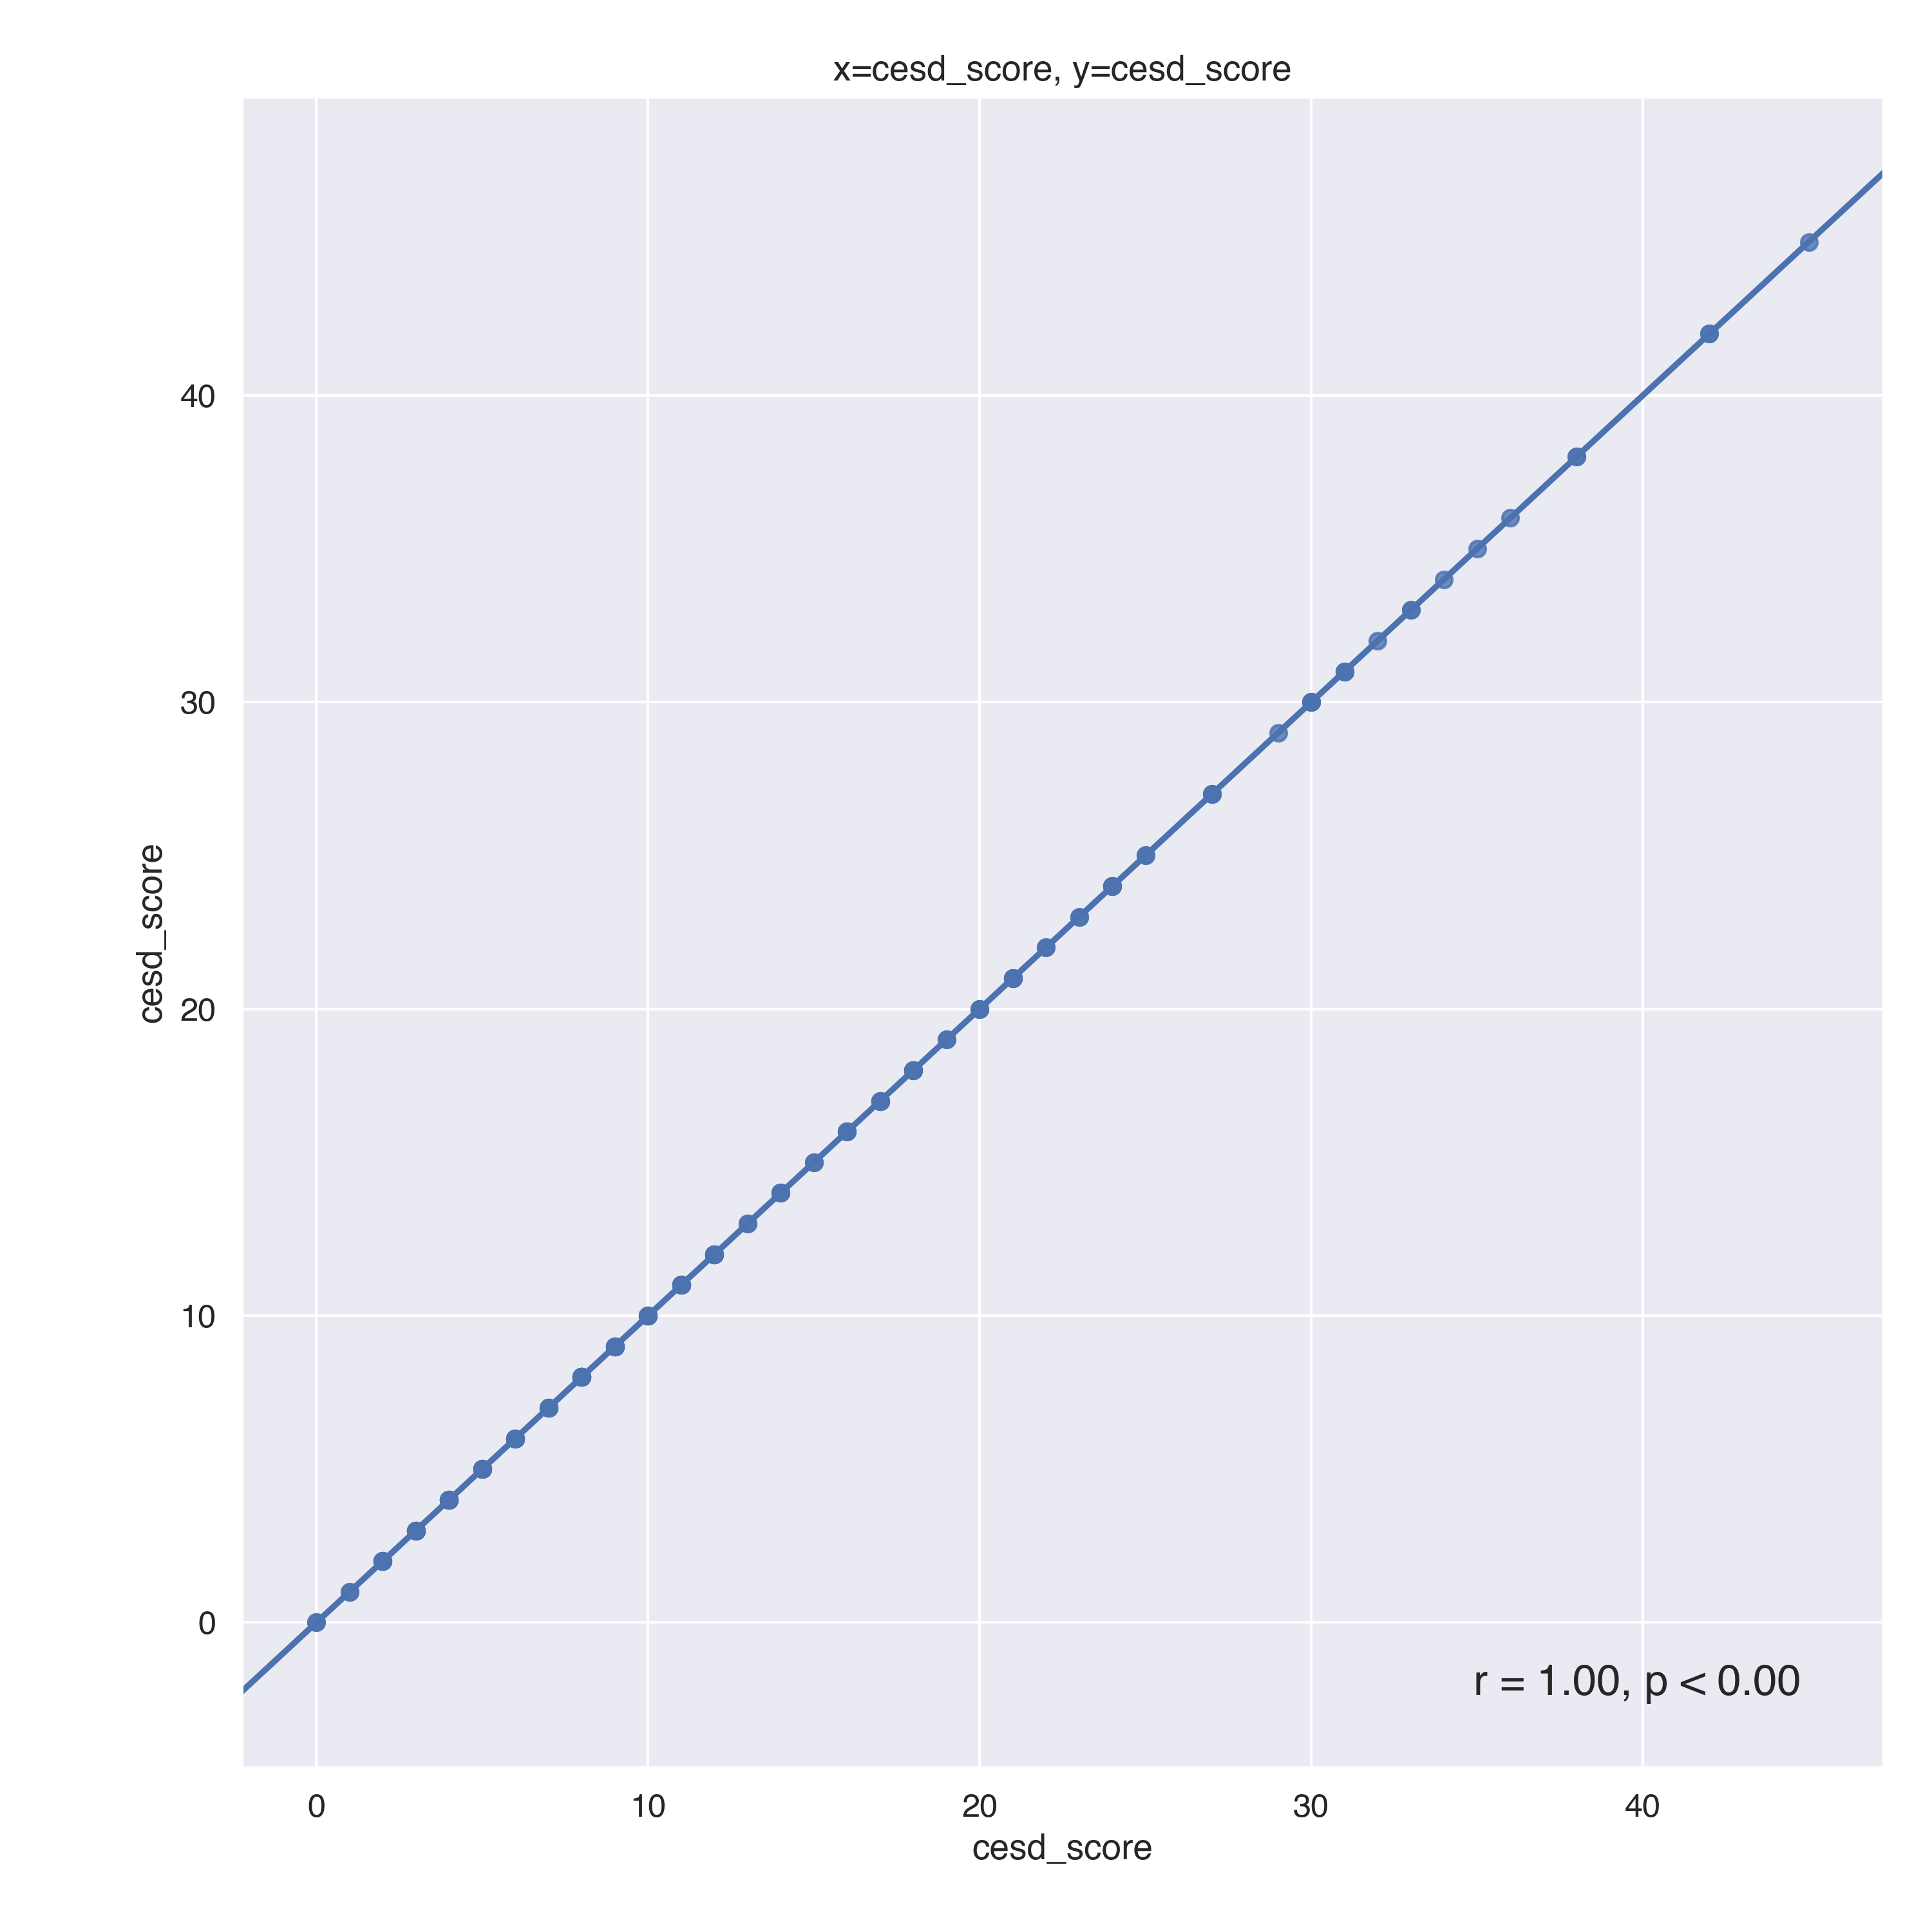 x=cesd_score, y=cesd_score
cesd_score
40
30
20
10
0
r = 1.00, p < 0.00
0 10 20 30 40
cesd_score